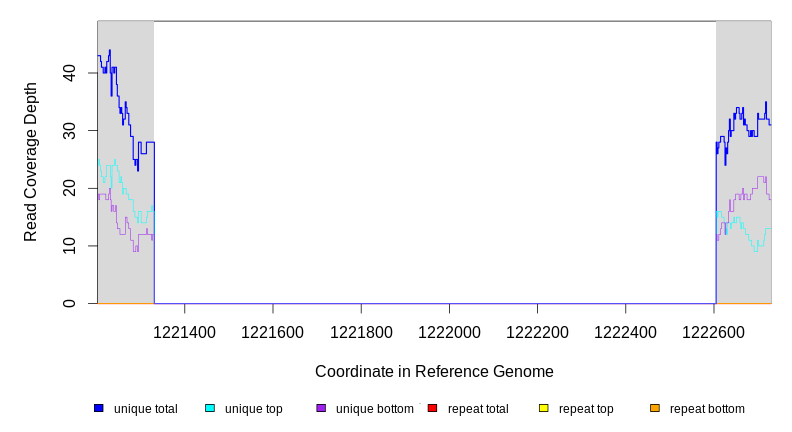 Read Coverage Depth
40
30
20
10
0
1221400 1221600 1221800 1222000 1222200 1222400 1222600
Coordinate in Reference Genome
unique total unique top unique bottom repeat total repeat top repeat bottom